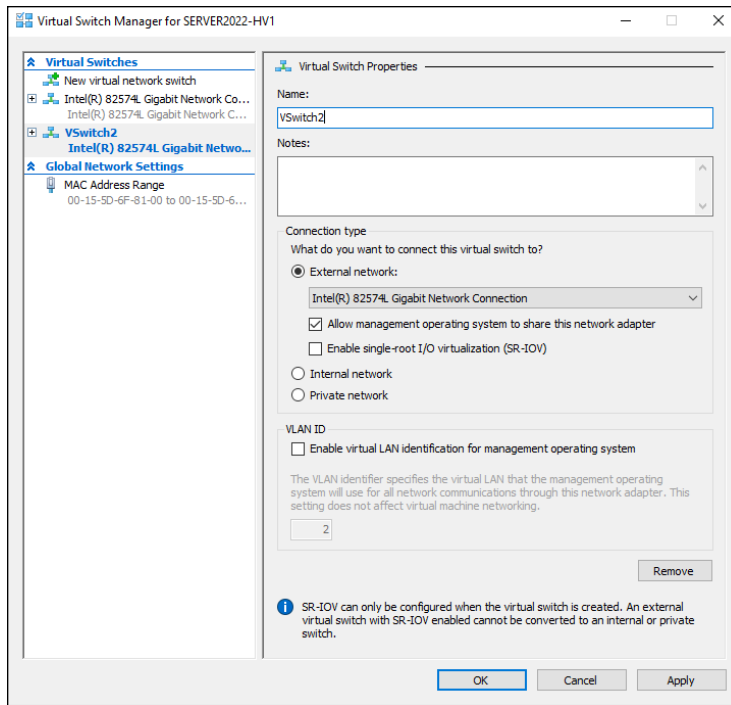 Virtual Switch Manager for SERVER2022-HV1
Virtual Switches
New virtual network switch
Intel(R) 82574L Gigabit Network Co...
Intel(R) 82574L Gigabit Network C...
VSwitch2
Intel(R) 82574L Gigabit Netwo...
Global Network Settings
MAC Address Range
00-15-5D-6F-81-00 to 00-15-5D-6...
Virtual Switch Properties
Name:
VSwitch2
Notes:
Connection type
What do you want to connect this virtual switch to?
External network:
Intel(R) 82574L Gigabit Network Connection
Allow management operating system to share this network adapter
Enable single-root I/O virtualization (SR-IOV)
Internal network
Private network
VLAN ID
Enable virtual LAN identification for management operating system
The VLAN identifier specifies the virtual LAN that the management operating
system will use for all network communications through this network adapter. This
setting does not affect virtual machine networking.
2
Remove
SR-IOV can only be configured when the virtual switch is created. An external
virtual switch with SR-IOV enabled cannot be converted to an internal or private
switch.
OK
Cancel
Apply